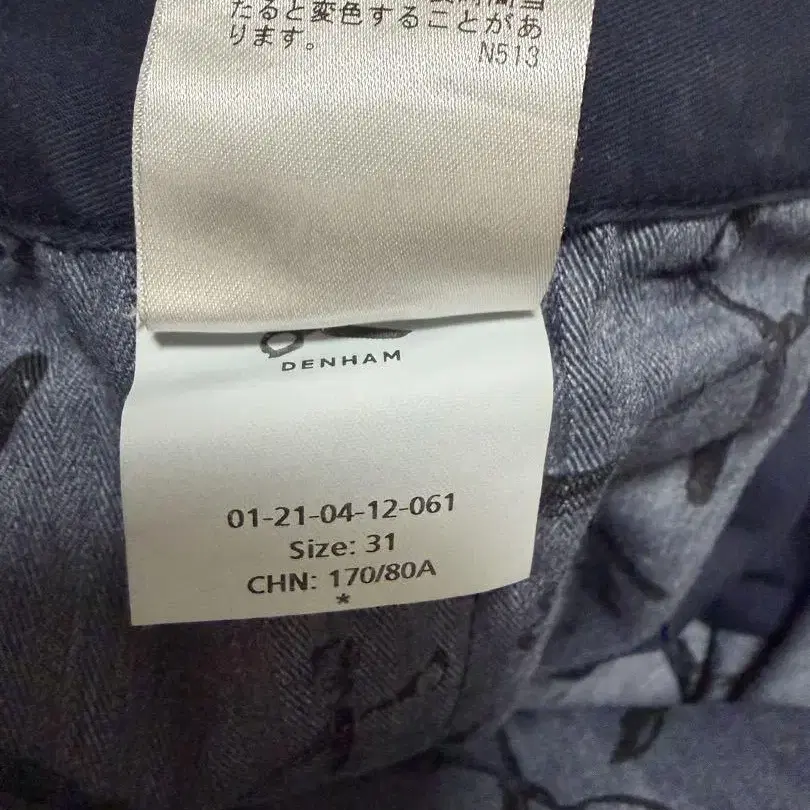 たると変色することがあ
ります。
N513
DENHAM
01-21-04-12-061
Size: 31
CHN: 170/80A
*